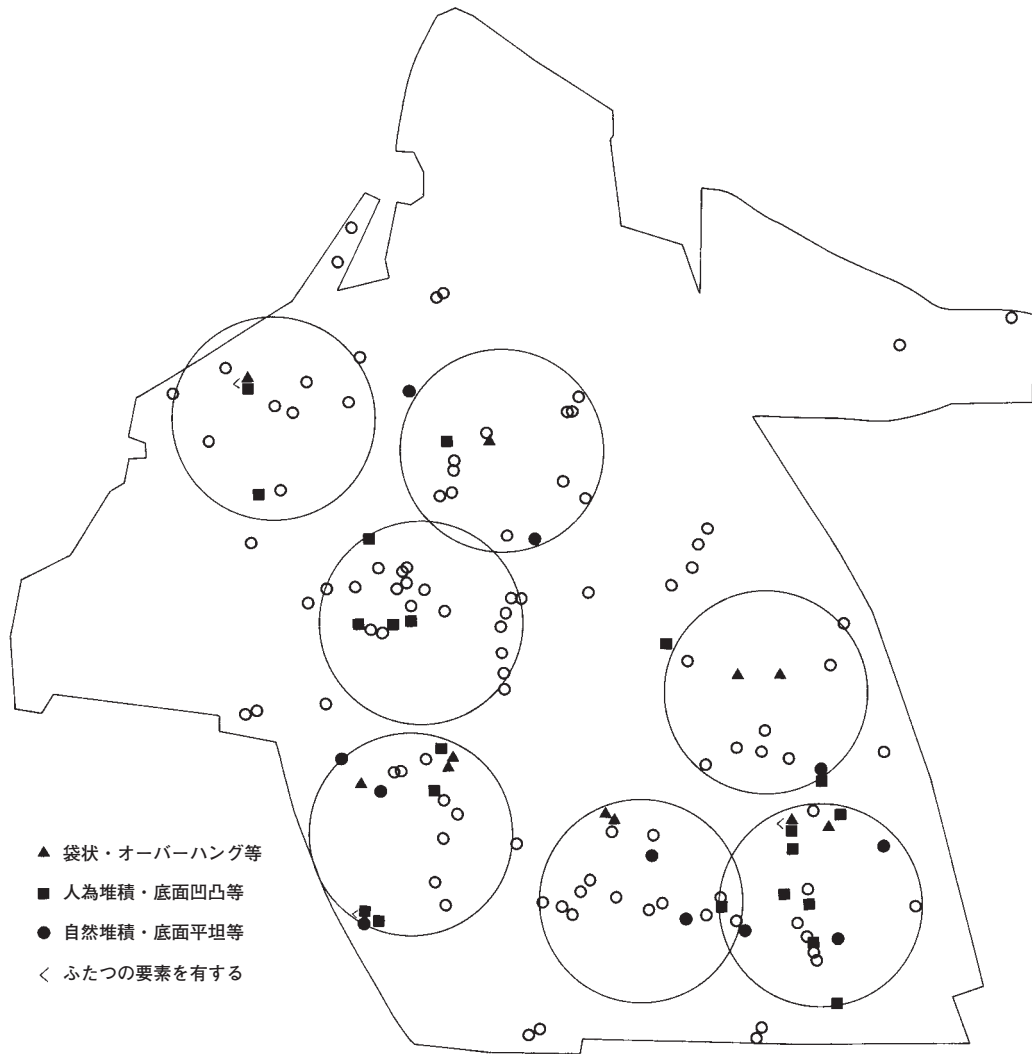 ▲ 袋状・オーバーハング等
■ 人為堆積・底面凹凸等
● 自然堆積・底面平坦等
< ふたつの要素を有する